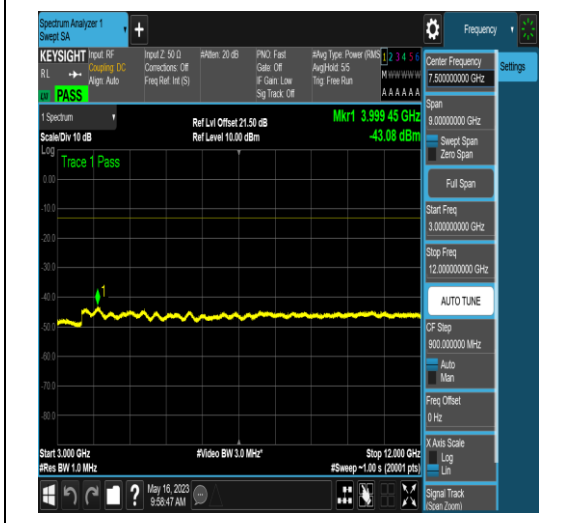 Spectrum Analyzer 1
Swept SA
+
Frequency
KEYSIGHT
RL
PASS
Input: RF
Coupling: DC
Align: Auto
Input Z: 50 Ω
Corrections: Off
Freq Ref: Int (S)
#Atten: 20 dB
PNO: Fast
Gate: Off
IF Gain: Low
Sig Track: Off
#Avg Type: Power (RMS
Avg|Hold: 5/5
Trig: Free Run
1 2 3 4 5 6
M W W W W W
A A A A A A
1 Spectrum
Scale/Div 10 dB
Ref Lvl Offset 21.50 dB
Ref Level 10.00 dBm
Mkr1 3.999 45 GHz
-43.08 dBm
Log
Trace 1 Pass
0.00
-10.0
-20.0
-30.0
-40.0
1
-50.0
-60.0
-70.0
-80.0
Start 3.000 GHz
#Video BW 3.0 MHz*
Stop 12.000 GHz
#Res BW 1.0 MHz
#Sweep ~1.00 s (20001 pts)
May 16, 2023
9:58:47 AM
Center Frequency
7.500000000 GHz
Settings
Span
9.00000000 GHz
Swept Span
Zero Span
Full Span
Start Freq
3.000000000 GHz
Stop Freq
12.000000000 GHz
AUTO TUNE
CF Step
900.000000 MHz
Auto
Man
Freq Offset
0 Hz
X Axis Scale
Log
Lin
Signal Track
(Span Zoom)